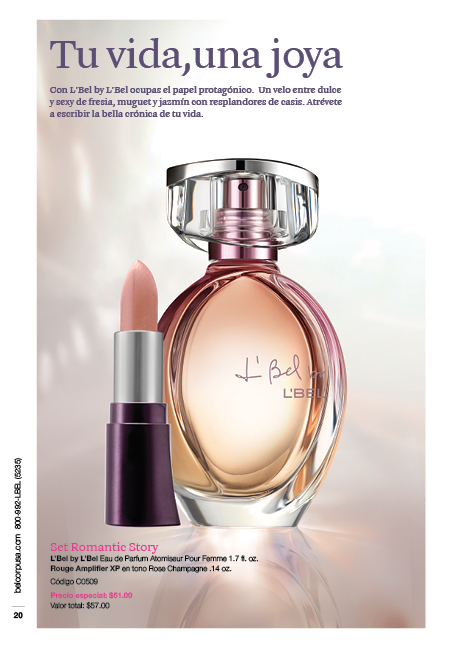 Tu vida,una joya
Con L'Bel by L'Bel ocupas el papel protagónico. Un velo entre dulce
y sexy de fresia, muguet y jazmín con resplandores de casis. Atrévete
a escribir la bella crónica de tu vida.
L'Bel by
L'BEL
Set Romantic Story
L'Bel by L'Bel Eau de Parfum Atomiseur Pour Femme 1.7 fl. oz.
Rouge Amplifier XP en tono Rose Champagne .14 oz.
Código C0509
Precio especial: $51.00
Valor total: $57.00
belcorpusa.com 800-992-LBEL (5235)
20